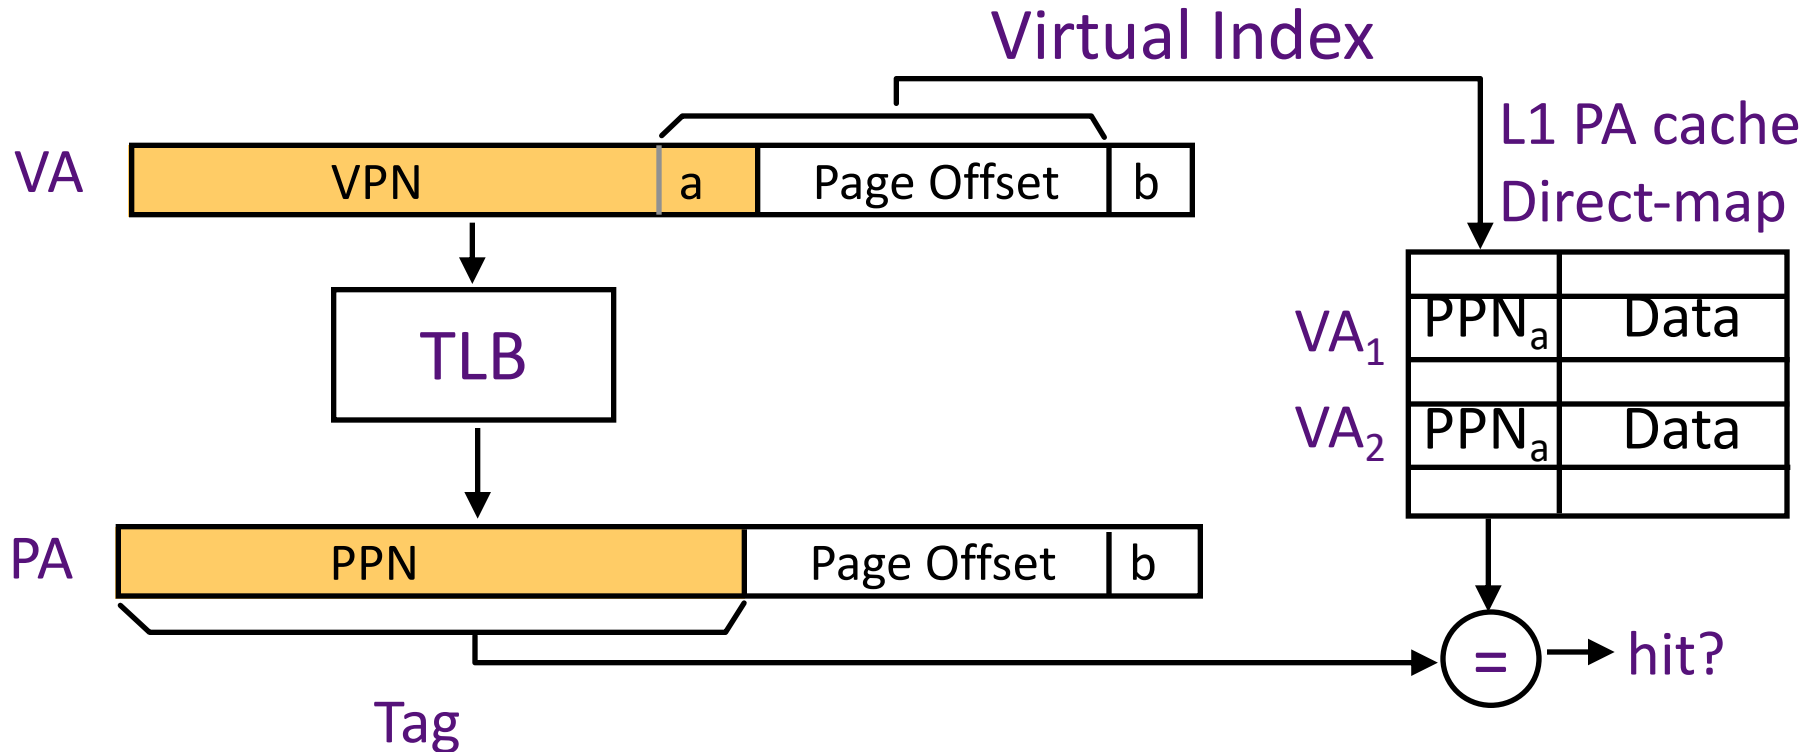 Virtual Index
L1 PA cache
Direct-map
VA
VPN
a
Page Offset
b
TLB
VA₁
PPNₐ
Data
VA₂
PPNₐ
Data
PA
PPN
Page Offset
b
=
hit?
Tag